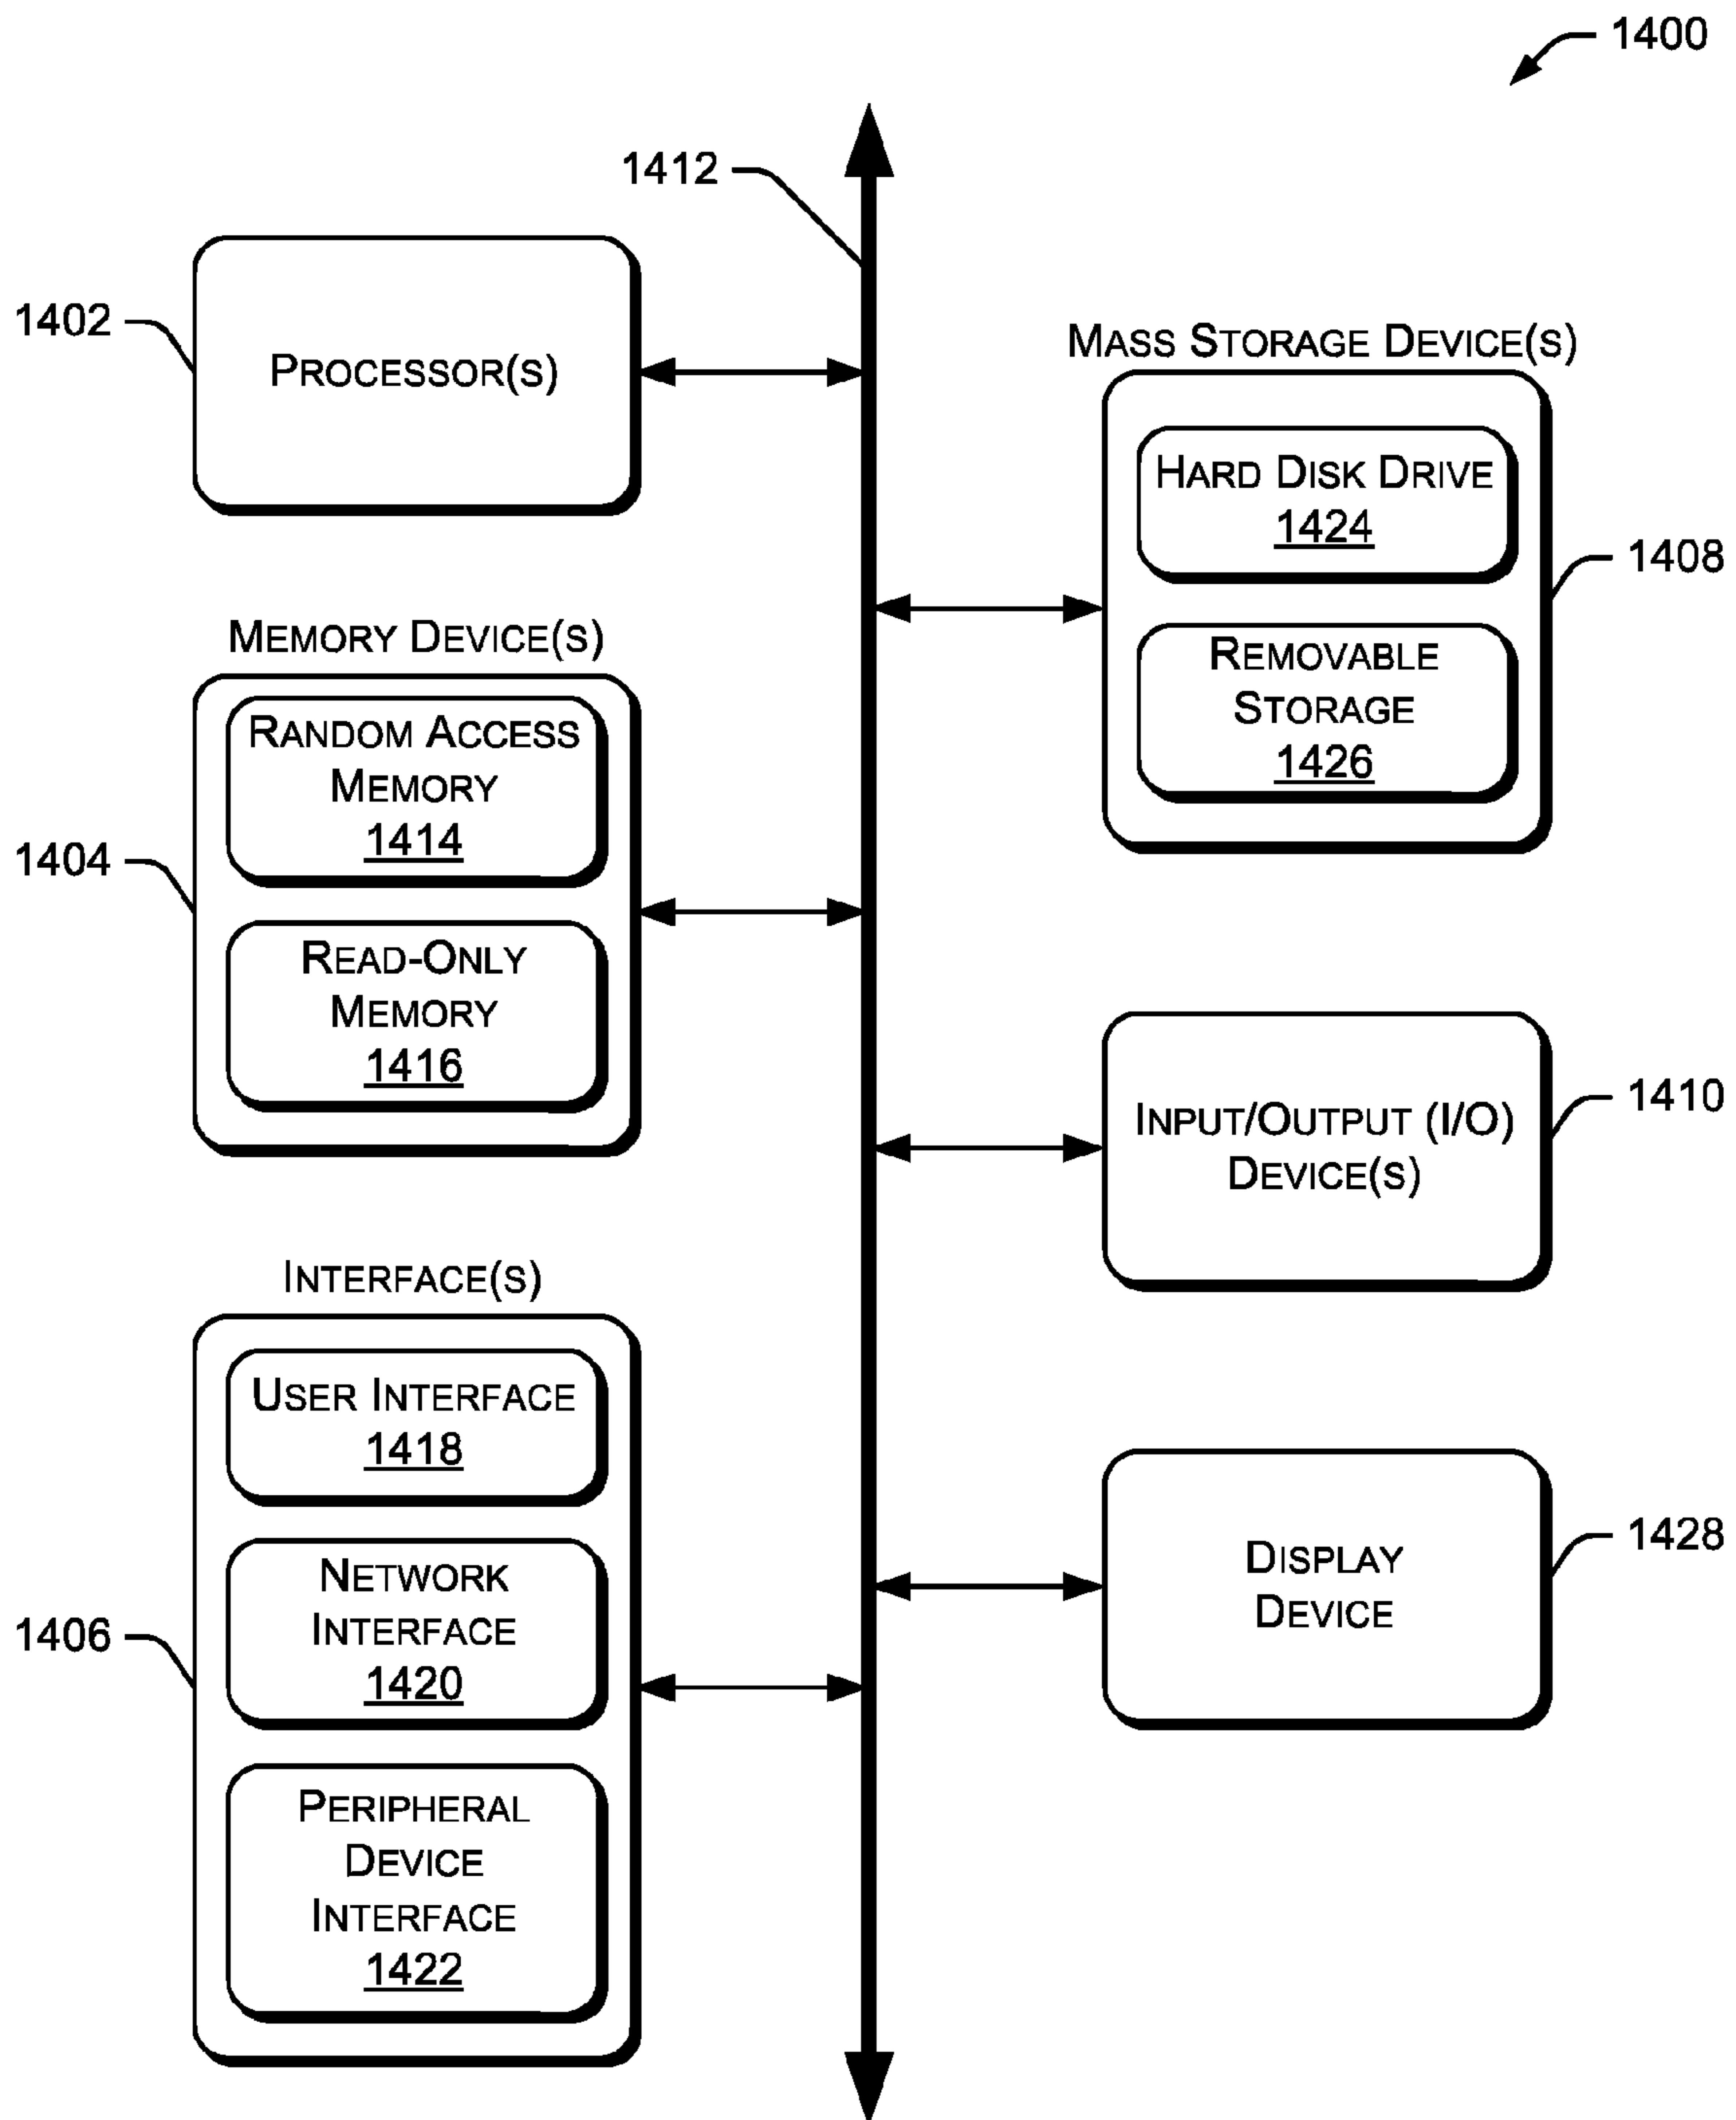 1400
1412
1402
PROCESSOR(S)
MASS STORAGE DEVICE(S)
HARD DISK DRIVE
1424
1408
REMOVABLE
STORAGE
1426
MEMORY DEVICE(S)
RANDOM ACCESS
MEMORY
1414
1404
READ-ONLY
MEMORY
1416
INPUT/OUTPUT (I/O)
DEVICE(S)
1410
INTERFACE(S)
USER INTERFACE
1418
NETWORK
INTERFACE
1420
1406
PERIPHERAL
DEVICE
INTERFACE
1422
DISPLAY
DEVICE
1428